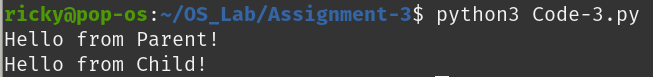 ricky@pop-os:~/OS_Lab/Assignment-3$ python3 Code-3.py
Hello from Parent!
Hello from Child!